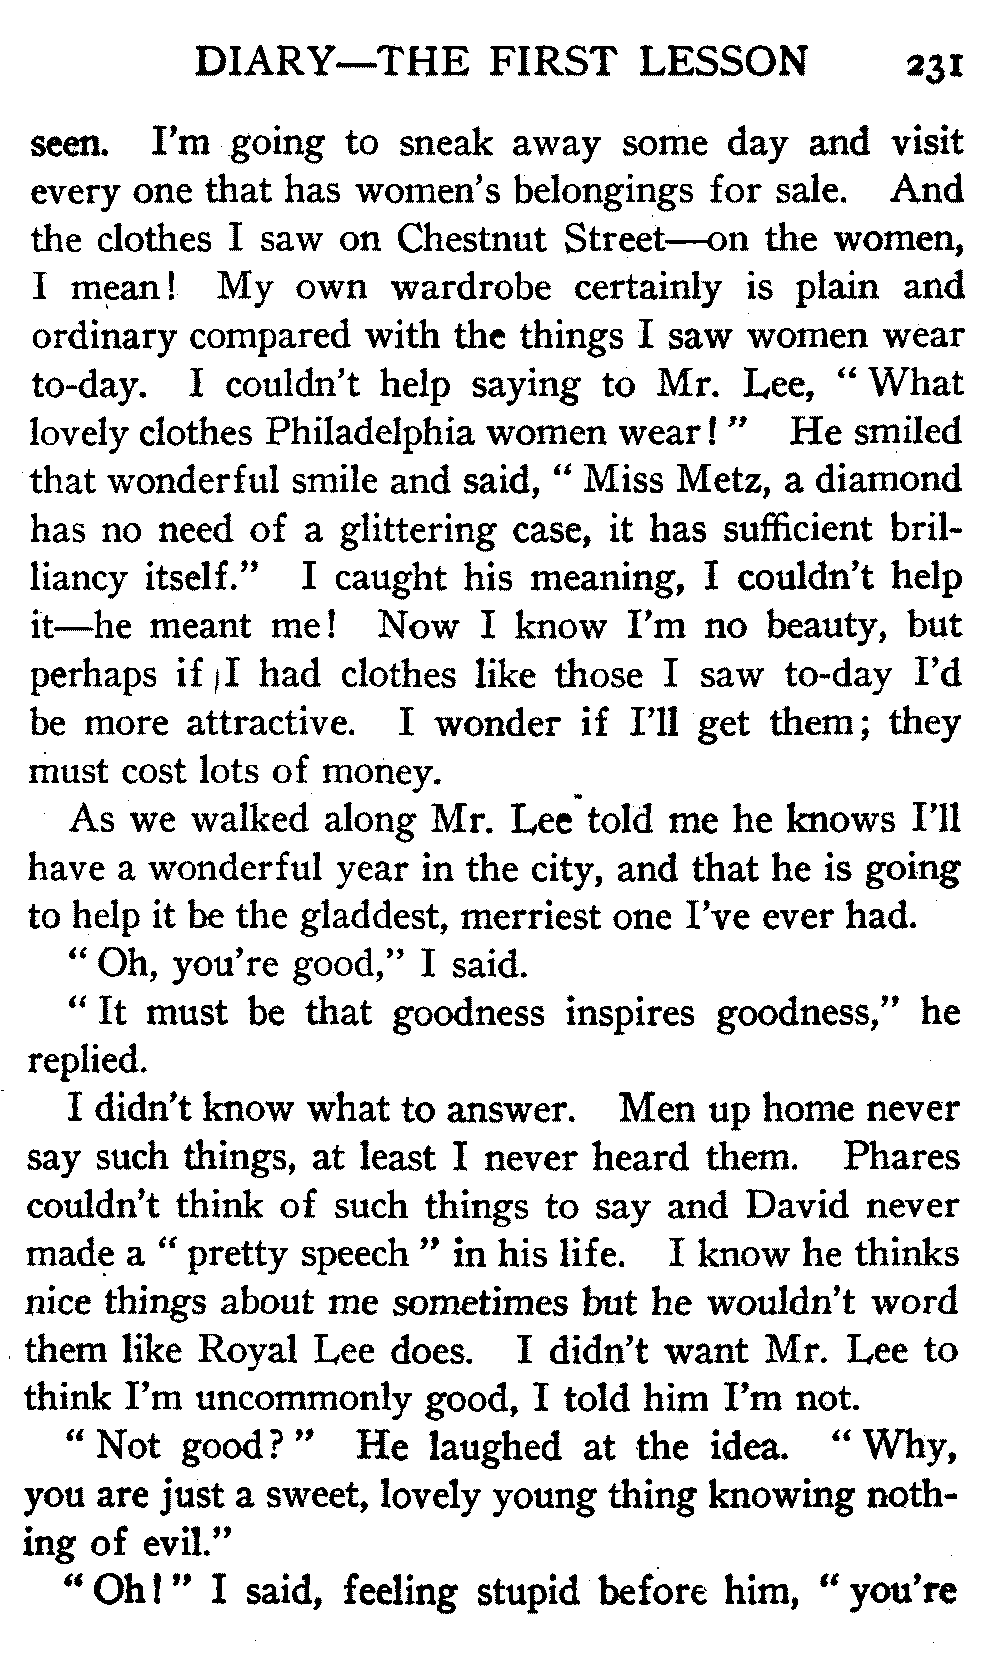 DIARY—THE FIRST LESSON 231
seen. I'm going to sneak away some day and visit
every one that has women's belongings for sale. And
the clothes I saw on Chestnut Street—on the women,
I mean! My own wardrobe certainly is plain and
ordinary compared with the things I saw women wear
to-day. I couldn't help saying to Mr. Lee, " What
lovely clothes Philadelphia women wear! " He smiled
that wonderful smile and said, " Miss Metz, a diamond
has no need of a glittering case, it has sufficient bril-
liancy itself." I caught his meaning, I couldn't help
it—he meant me! Now I know I'm no beauty, but
perhaps if I had clothes like those I saw to-day I'd
be more attractive. I wonder if I'll get them; they
must cost lots of money.
As we walked along Mr. Lee told me he knows I'll
have a wonderful year in the city, and that he is going
to help it be the gladdest, merriest one I've ever had.
" Oh, you're good," I said.
" It must be that goodness inspires goodness," he
replied.
I didn't know what to answer. Men up home never
say such things, at least I never heard them. Phares
couldn't think of such things to say and David never
made a " pretty speech " in his life. I know he thinks
nice things about me sometimes but he wouldn't word
them like Royal Lee does. I didn't want Mr. Lee to
think I'm uncommonly good, I told him I'm not.
" Not good? " He laughed at the idea. " Why,
you are just a sweet, lovely young thing knowing noth-
ing of evil."
" Oh! " I said, feeling stupid before him, " you're